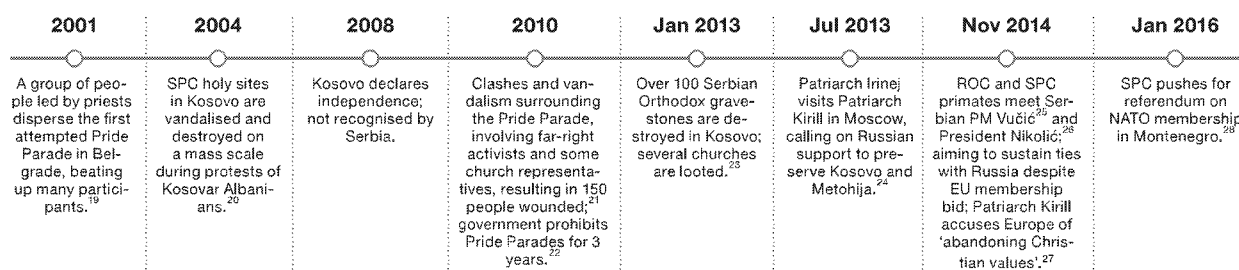 2001
A group of peo-
ple led by priests
disperse the first
attempted Pride
Parade in Bel-
grade, beating
up many partici-
pants.19
2004
SPC holy sites
in Kosovo are
vandalised and
destroyed on
a mass scale
during protests of
Kosovar Albani-
ans.20
2008
Kosovo declares
independence;
not recognised by
Serbia.
2010
Clashes and van-
dalism surrounding
the Pride Parade,
involving far-right
activists and some
church representa-
tives, resulting in 150
people wounded;21
government prohibits
Pride Parades for 3
years.22
Jan 2013
Over 100 Serbian
Orthodox grave-
stones are de-
stroyed in Kosovo;
several churches
are looted.23
Jul 2013
Patriarch Irinej
visits Patriarch
Kirill in Moscow,
calling on Russian
support to pre-
serve Kosovo and
Metohija.24
Nov 2014
ROC and SPC
primates meet Ser-
bian PM Vučić25 and
President Nikolić;26
aiming to sustain ties
with Russia despite
EU membership
bid; Patriarch Kirill
accuses Europe of
‘abandoning Chris-
tian values’.27
Jan 2016
SPC pushes for
referendum on
NATO membership
in Montenegro.28